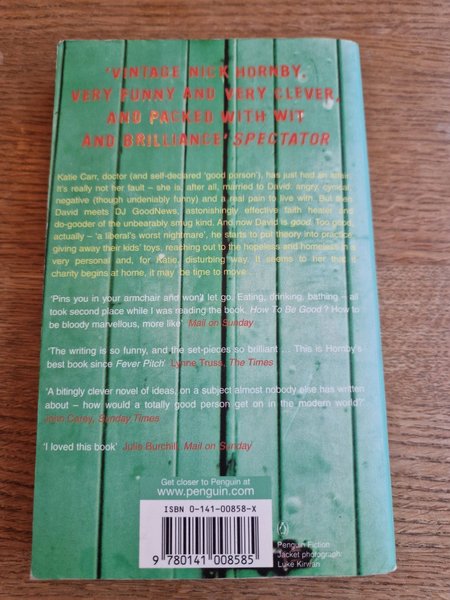 'VINTAGE NICK HORNBY,
VERY FUNNY AND VERY CLEVER,
AND PACKED WITH WIT
AND BRILLIANCE' SPECTATOR
Katie Carr, doctor (and self-declared 'good person'), has just had an affair.
It's really not her fault – she is, after all, married to David: angry, cynical,
negative (though undeniably funny) and a real pain to live with. But then
David meets DJ GoodNews, astonishingly effective faith healer and
do-gooder of the unbearably smug kind. And now David is good. Too good,
actually – 'a liberal's worst nightmare', he starts to put theory into practice
giving away their kids' toys, reaching out to the hopeless and homeless in a
very personal and, for Katie, disturbing way. It seems to her that if
charity begins at home, it may be time to move
'Pins you in your armchair and won't let go. Eating, drinking, bathing – all
took second place while I was reading the book. How To Be Good? How to
be bloody marvellous, more like' Mail on Sunday
'The writing is so funny, and the set-pieces so brilliant ... This is Hornby's
best book since Fever Pitch' Lynne Truss, The Times
'A bitingly clever novel of ideas, on a subject almost nobody else has written
about – how would a totally good person get on in the modern world?'
John Carey, Sunday Times
'I loved this book' Julie Burchill, Mail on Sunday
Get closer to Penguin at
www.penguin.com
ISBN 0-141-00858-X
9 780141 008585
Penguin Fiction
Jacket photograph:
Luke Kirwan